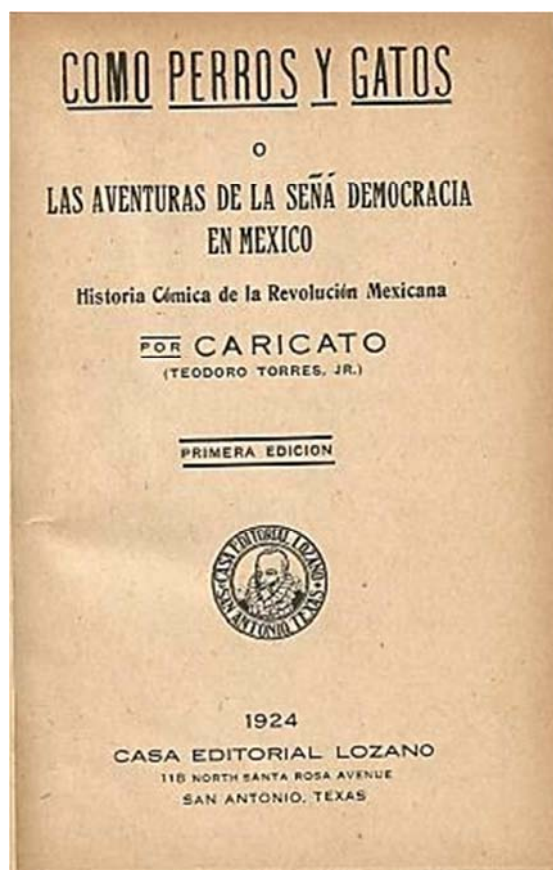 COMO PERROS Y GATOS
O
LAS AVENTURAS DE LA SEÑÁ DEMOCRACIA
EN MEXICO
Historia Cómica de la Revolución Mexicana
POR CARICATO
(TEODORO TORRES, JR.)
PRIMERA EDICION
CASA EDITORIAL LOZANO
SAN ANTONIO, TEXAS
1924
CASA EDITORIAL LOZANO
118 NORTH SANTA ROSA AVENUE
SAN ANTONIO, TEXAS